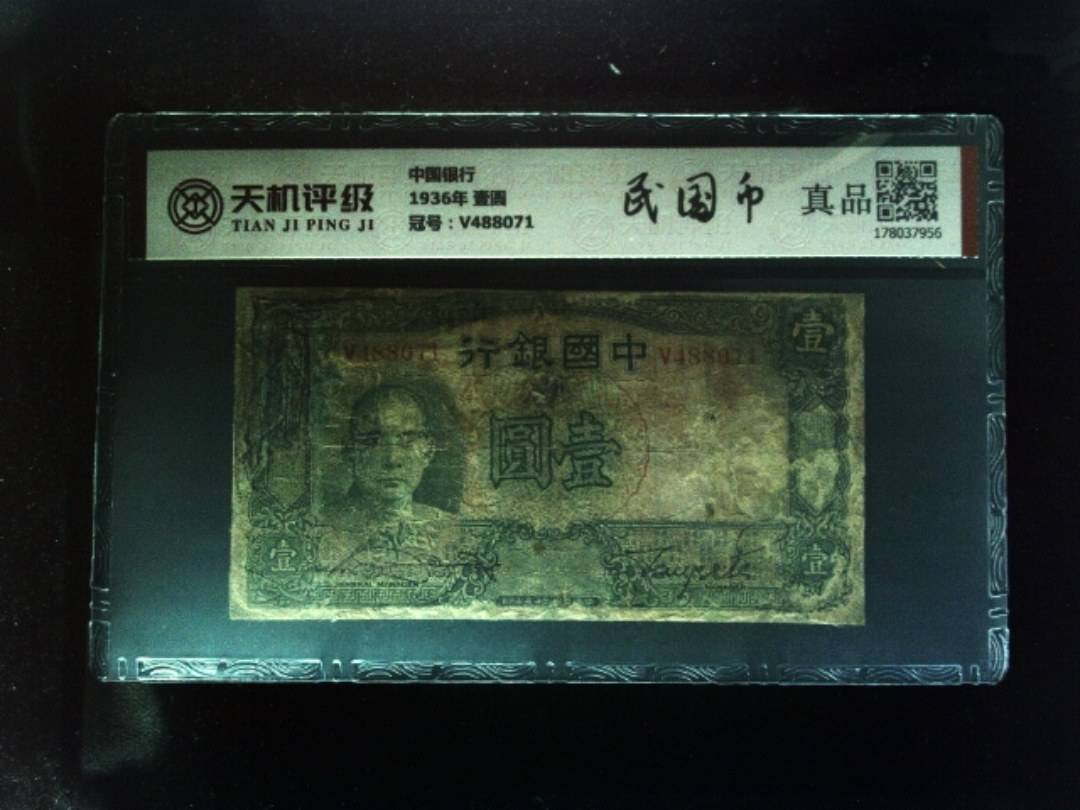 天机评级
TIAN JI PING JI
中国银行
1936年 壹圆
冠号：V488071
民国币
真品
178037956
壹
V488071 行銀國中 V488071
圓壹
壹
壹